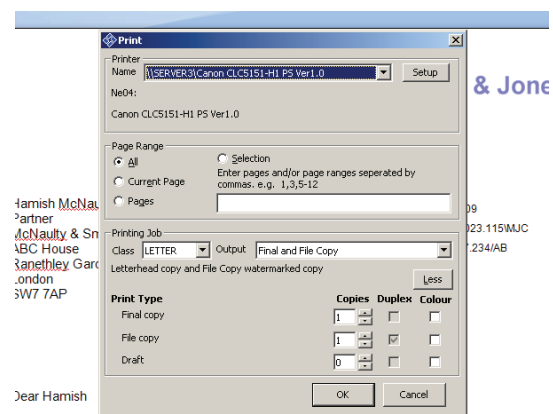 Print
Printer
Name \\SERVER3\Canon CLC5151-H1 PS Ver1.0 Setup
Ne04:
Canon CLC5151-H1 PS Ver1.0
& Jone
Page Range
All Selection
Enter pages and/or page ranges seperated by
Current Page commas. e.g. 1,3,5-12
Pages
Printing Job
Class LETTER Output Final and File Copy
Letterhead copy and File Copy watermarked copy
Less
Print Type Copies Duplex Colour
Final copy 1
File copy 1
Draft 0
OK Cancel
Hamish McNau
Partner
McNaulty & Sm
ABC House
Ranethley Gard
London
SW7 7AP
Dear Hamish
09
023.115\MJC
.234/AB